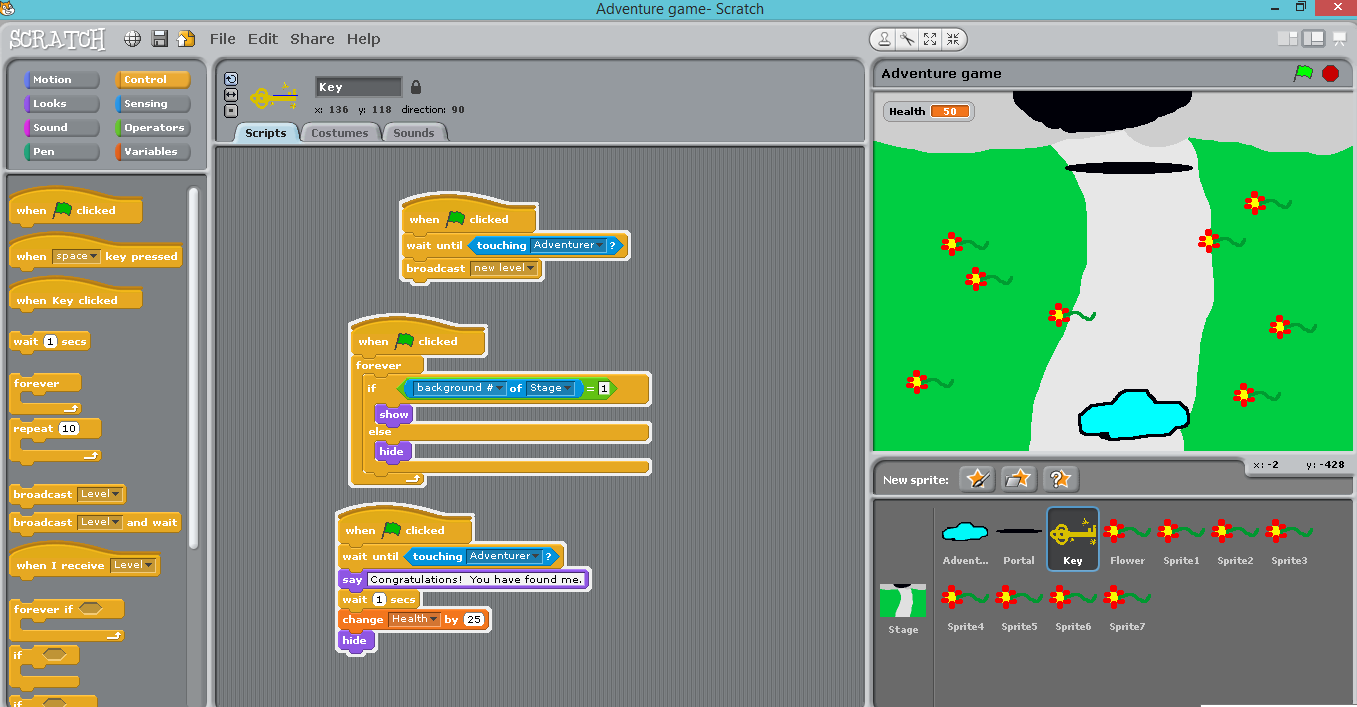 Adventure game- Scratch
SCRATCH File Edit Share Help
Motion Control
Looks Sensing
Sound Operators
Pen Variables
when clicked
when space key pressed
when Key clicked
wait 1 secs
forever
repeat 10
broadcast Level
broadcast Level and wait
when I receive Level
forever if
if
if
Key
x: 136 y: 118 direction: 90
Scripts Costumes Sounds
when clicked
wait until touching Adventurer ?
broadcast new level
when clicked
forever
if background # of Stage = 1
show
else
hide
when clicked
wait until touching Adventurer ?
say Congratulations! You have found me.
wait 1 secs
change Health by 25
hide
Adventure game
Health 50
x: -2 y: -428
New sprite:
Advent... Portal Key Flower Sprite1 Sprite2 Sprite3
Sprite4 Sprite5 Sprite6 Sprite7
Stage